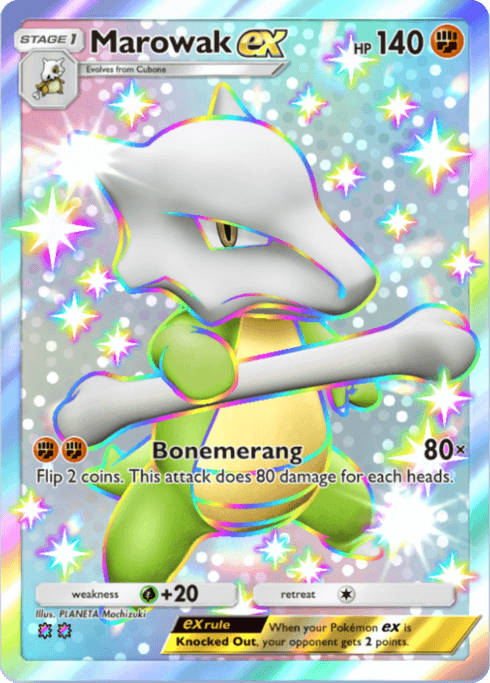 STAGE 1 Marowak ex HP 140
Evolves from Cubone
Bonemerang 80×
Flip 2 coins. This attack does 80 damage for each heads.
weakness +20 retreat
Illus. PLANETA Mochizuki
ex rule When your Pokémon ex is
Knocked Out, your opponent gets 2 points.